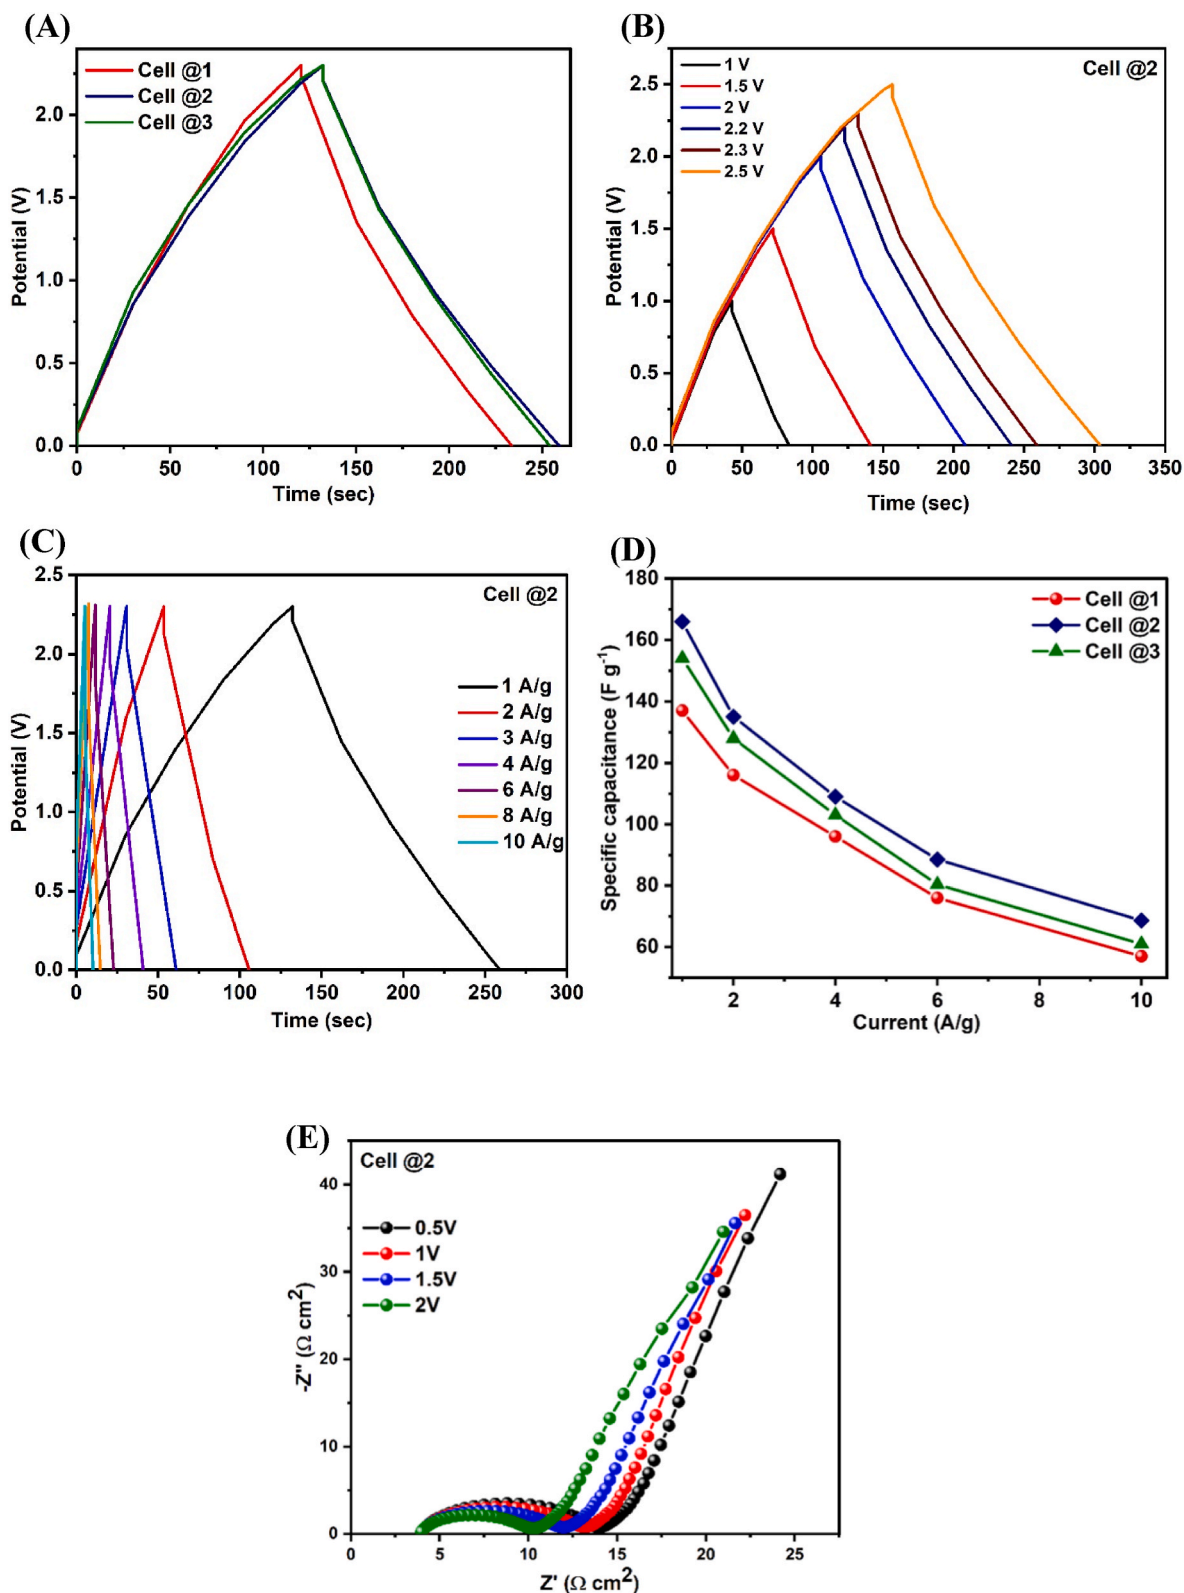 (A)
Cell @1
Cell @2
Cell @3
2.0
1.5
1.0
0.5
0.0
Potential (V)
0 50 100 150 200 250
Time (sec)
(B)
Cell @2
1 V
1.5 V
2 V
2.2 V
2.3 V
2.5 V
2.5
2.0
1.5
1.0
0.5
0.0
Potential (V)
0 50 100 150 200 250 300 350
Time (sec)
(C)
Cell @2
1 A/g
2 A/g
3 A/g
4 A/g
6 A/g
8 A/g
10 A/g
2.5
2.0
1.5
1.0
0.5
0.0
Potential (V)
0 50 100 150 200 250 300
Time (sec)
(D)
Cell @1
Cell @2
Cell @3
180
160
140
120
100
80
60
Specific capacitance (F g⁻¹)
2 4 6 8 10
Current (A/g)
(E)
Cell @2
0.5V
1V
1.5V
2V
40
30
20
10
0
-Z'' (Ω cm²)
0 5 10 15 20 25
Z' (Ω cm²)